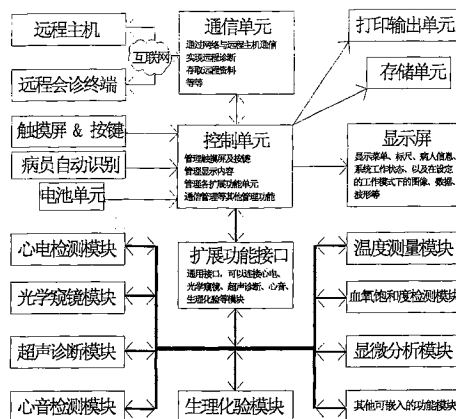 远程主机
互联网
远程会诊终端
通信单元
通过网络与远程主机通信
实现远程诊断
存取远程资料
等等
打印输出单元
存储单元
触摸屏 & 按键
病员自动识别
电池单元
控制单元
管理触摸屏及按键
管理显示内容
管理各扩展功能单元
通信管理等其他管理功能
显示屏
显示菜单、标尺、病人信息、
系统工作状态、以及在设定
的工作模式下的图像、数据、
波形等
心电检测模块
光学窥镜模块
超声诊断模块
心音检测模块
扩展功能接口
通用接口，可以连接心电、
光学窥镜、超声诊断、心音、
生理化验等模块
生理化验模块
温度测量模块
血氧饱和度检测模块
显微分析模块
其他可嵌入的功能模块